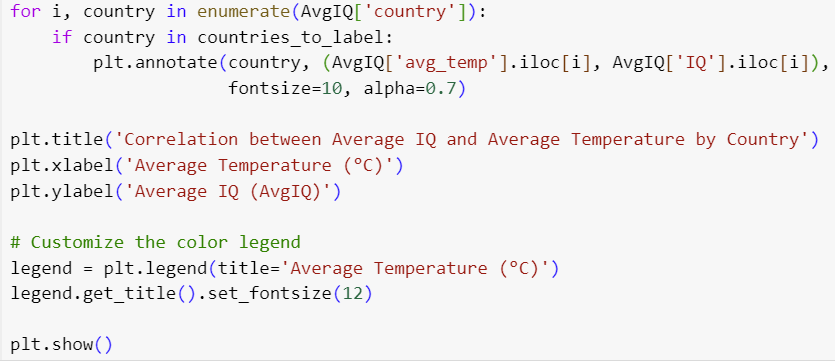 for i, country in enumerate(AvgIQ['country']):
    if country in countries_to_label:
        plt.annotate(country, (AvgIQ['avg_temp'].iloc[i], AvgIQ['IQ'].iloc[i]),
                     fontsize=10, alpha=0.7)

plt.title('Correlation between Average IQ and Average Temperature by Country')
plt.xlabel('Average Temperature (°C)')
plt.ylabel('Average IQ (AvgIQ)')

# Customize the color legend
legend = plt.legend(title='Average Temperature (°C)')
legend.get_title().set_fontsize(12)

plt.show()